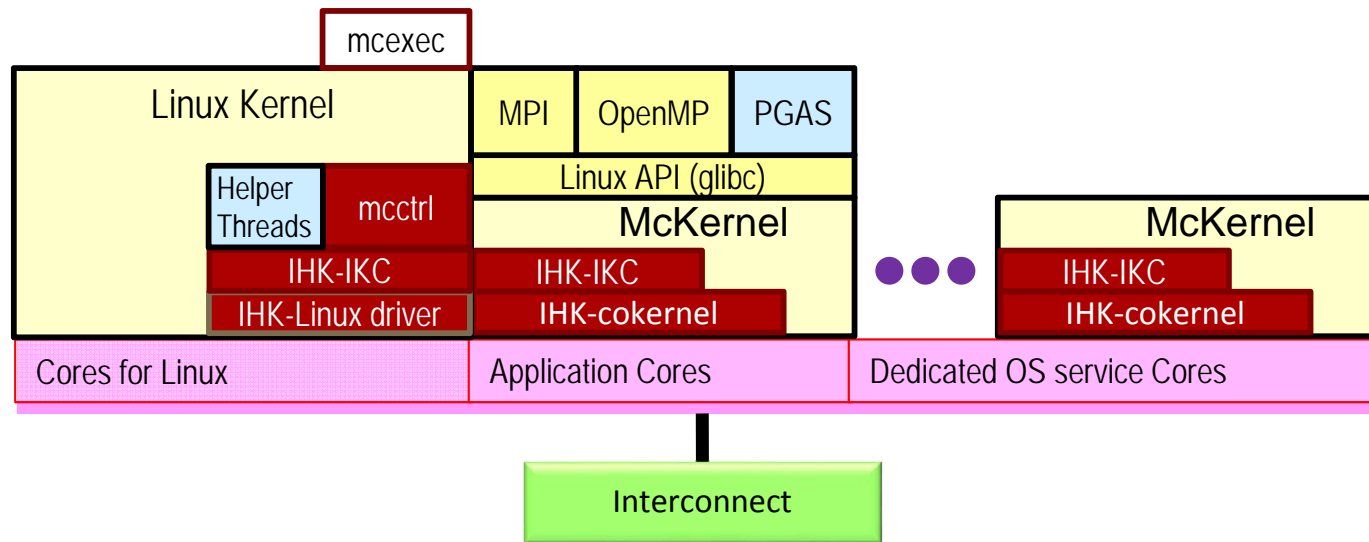 mcexec
Linux Kernel
MPI
OpenMP
PGAS
Linux API (glibc)
Helper
Threads
mcctrl
McKernel
McKernel
IHK-IKC
IHK-IKC
IHK-IKC
IHK-Linux driver
IHK-cokernel
IHK-cokernel
Cores for Linux
Application Cores
Dedicated OS service Cores
Interconnect